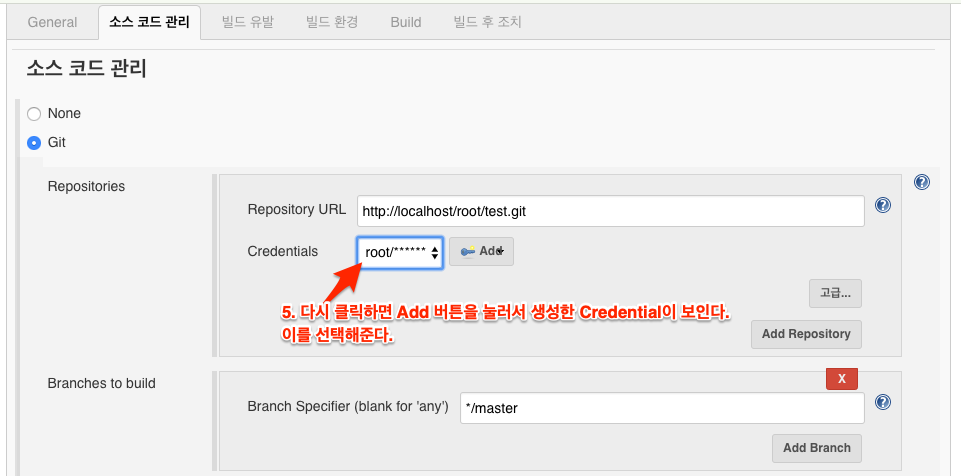 General 소스 코드 관리 빌드 유발 빌드 환경 Build 빌드 후 조치
소스 코드 관리
None
Git
Repositories
Repository URL http://localhost/root/test.git
Credentials root/****** Add
5. 다시 클릭하면 Add 버튼을 눌러서 생성한 Credential이 보인다.
이를 선택해준다.
고급...
Add Repository
Branches to build
X
Branch Specifier (blank for 'any') */master
Add Branch